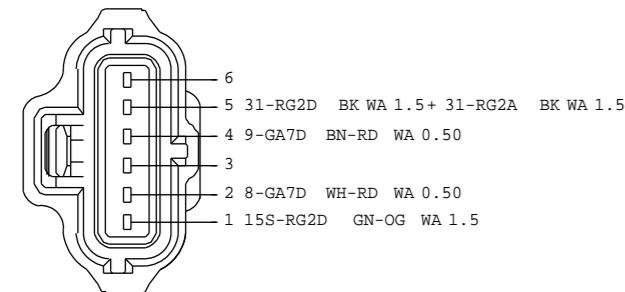 6
5 31-RG2D BK WA 1.5+ 31-RG2A BK WA 1.5
4 9-GA7D BN-RD WA 0.50
3
2 8-GA7D WH-RD WA 0.50
1 15S-RG2D GN-OG WA 1.5